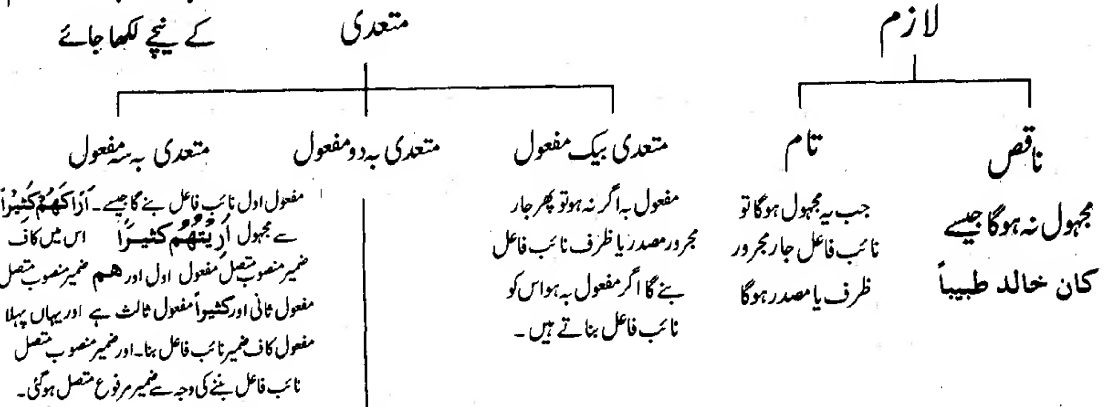 کے نیچے لکھا جائے
لازم
متعدی
ناقص
تام
متعدی بیک مفعول
متعدی بہ دو مفعول
متعدی بہ سہ مفعول
مجہول نہ ہوگا جیسے
کان خالد طبیباً
جب یہ مجہول ہوگا تو
نائب فاعل جار مجرور
ظرف یا مصدر ہوگا
مفعول بہ اگر نہ ہو تو پھر جار
مجرور مصدر یا ظرف نائب فاعل
بنے گا اگر مفعول بہ ہو اس کو
نائب فاعل بناتے ہیں ۔
مفعول اول نائب فاعل بنے گا جیسے۔ اَرَاکَهُمْ کَثِیْراً
سے مجہول اُرِیْتَهُم کثیـراً اس میں کاف
ضمیر منصوب متصل مفعول اول اور هم ضمیر منصوب متصل
مفعول ثانی اور کثیراً مفعول ثالث ہے اور یہاں پہلا
مفعول کاف ضمیر نائب فاعل بنا۔ اور ضمیر منصوب متصل
نائب فاعل بننے کی وجہ سے ضمیر مرفوع متصل ہوگئی۔